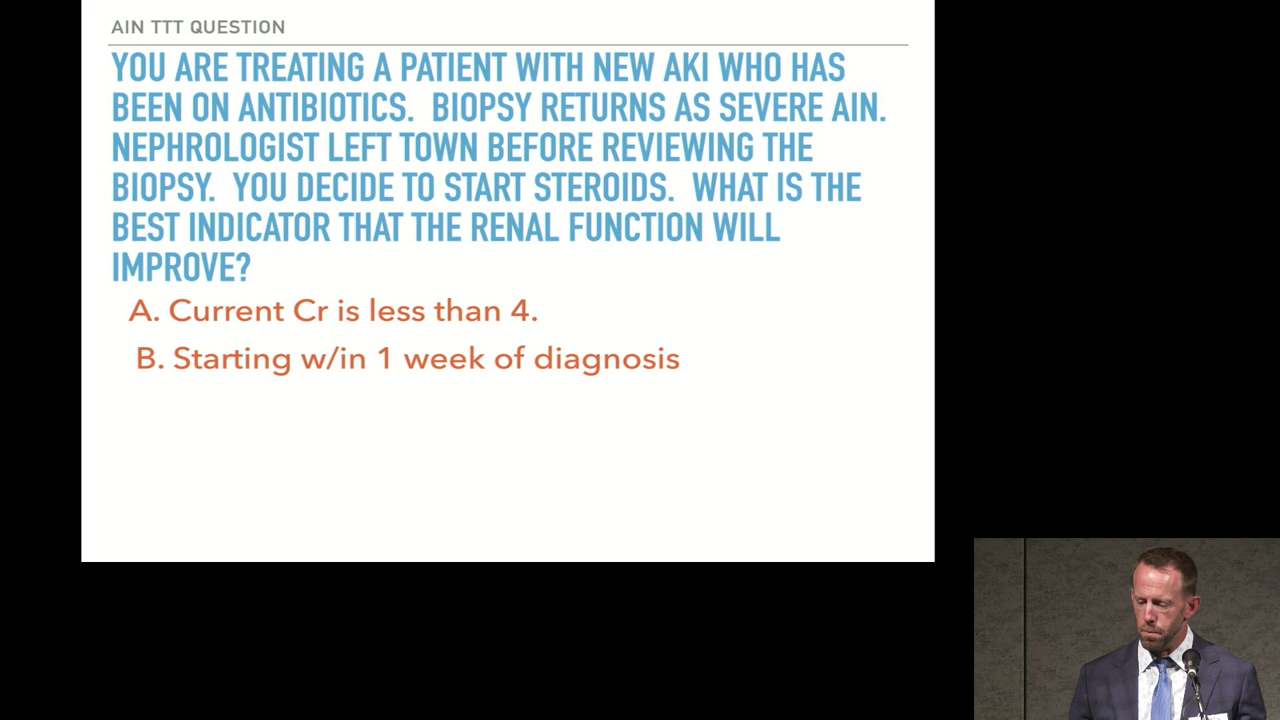 AIN TTT QUESTION
YOU ARE TREATING A PATIENT WITH NEW AKI WHO HAS
BEEN ON ANTIBIOTICS.  BIOPSY RETURNS AS SEVERE AIN.
NEPHROLOGIST LEFT TOWN BEFORE REVIEWING THE
BIOPSY.  YOU DECIDE TO START STEROIDS.  WHAT IS THE
BEST INDICATOR THAT THE RENAL FUNCTION WILL
IMPROVE?
A. Current Cr is less than 4.
B. Starting w/in 1 week of diagnosis